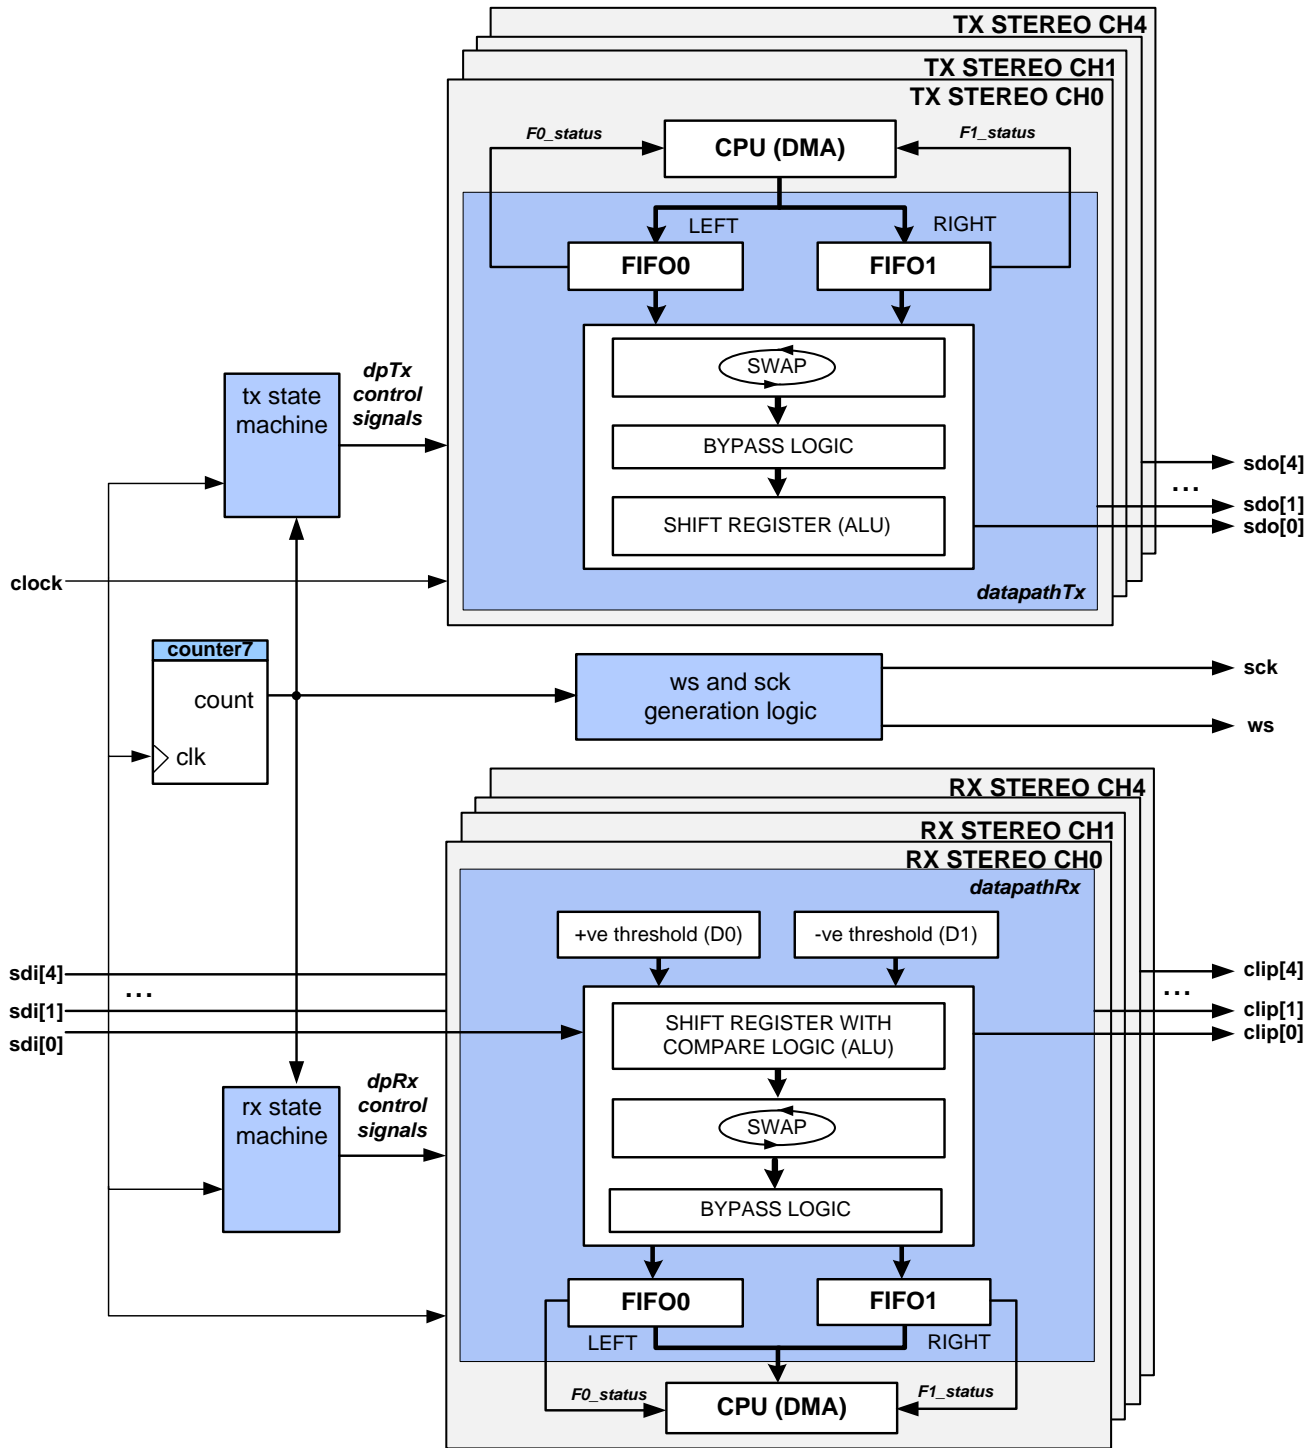 TX STEREO CH4
TX STEREO CH1
TX STEREO CH0
F0_status
CPU (DMA)
F1_status
LEFT
RIGHT
FIFO0
FIFO1
SWAP
BYPASS LOGIC
SHIFT REGISTER (ALU)
datapathTx
tx state
machine
dpTx
control
signals
sdo[4]
...
sdo[1]
sdo[0]
clock
counter7
count
clk
ws and sck
generation logic
sck
ws
RX STEREO CH4
RX STEREO CH1
RX STEREO CH0
datapathRx
+ve threshold (D0)
-ve threshold (D1)
sdi[4]
...
sdi[1]
sdi[0]
SHIFT REGISTER WITH
COMPARE LOGIC (ALU)
SWAP
BYPASS LOGIC
clip[4]
...
clip[1]
clip[0]
rx state
machine
dpRx
control
signals
FIFO0
FIFO1
LEFT
RIGHT
F0_status
CPU (DMA)
F1_status